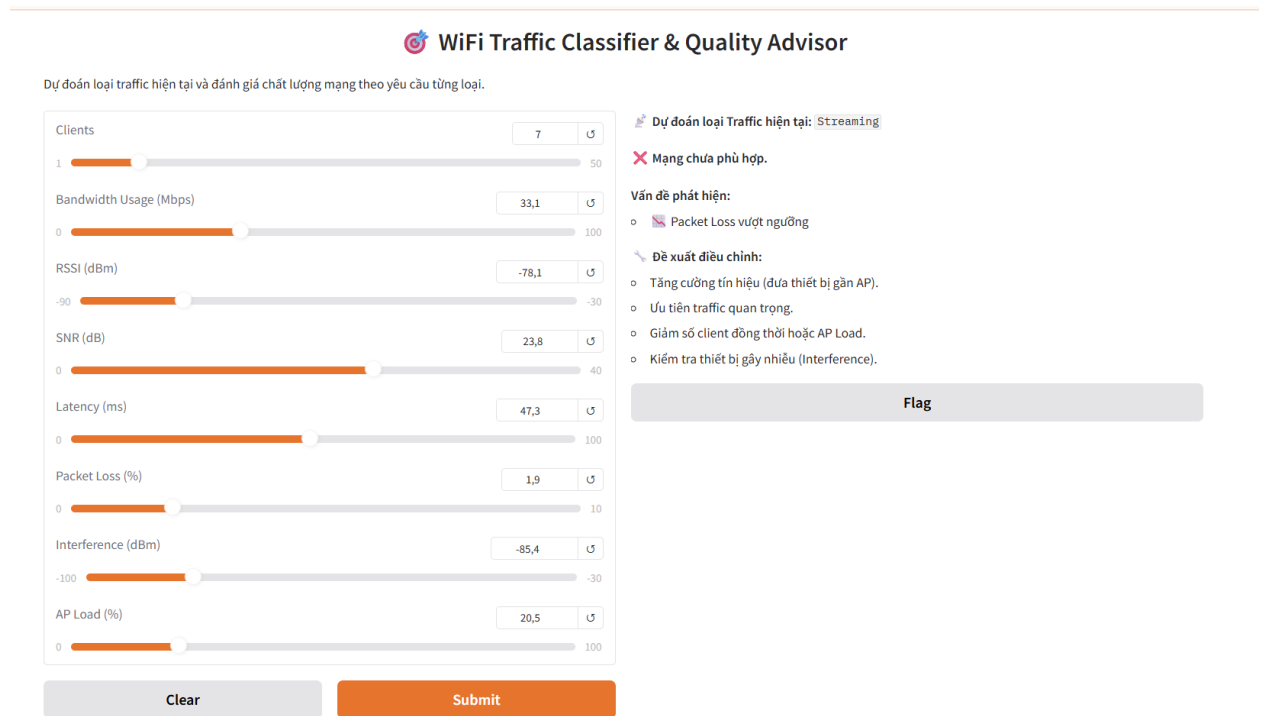 🎯 WiFi Traffic Classifier & Quality Advisor
Dự đoán loại traffic hiện tại và đánh giá chất lượng mạng theo yêu cầu từng loại.
Clients
7
↺
1
50
Bandwidth Usage (Mbps)
33,1
↺
0
100
RSSI (dBm)
-78,1
↺
-90
-30
SNR (dB)
23,8
↺
0
40
Latency (ms)
47,3
↺
0
100
Packet Loss (%)
1,9
↺
0
10
Interference (dBm)
-85,4
↺
-100
-30
AP Load (%)
20,5
↺
0
100
Clear
Submit
📡 Dự đoán loại Traffic hiện tại: Streaming
❌ Mạng chưa phù hợp.
Vấn đề phát hiện:
📉 Packet Loss vượt ngưỡng
🔧 Đề xuất điều chỉnh:
Tăng cường tín hiệu (đưa thiết bị gần AP).
Ưu tiên traffic quan trọng.
Giảm số client đồng thời hoặc AP Load.
Kiểm tra thiết bị gây nhiễu (Interference).
Flag